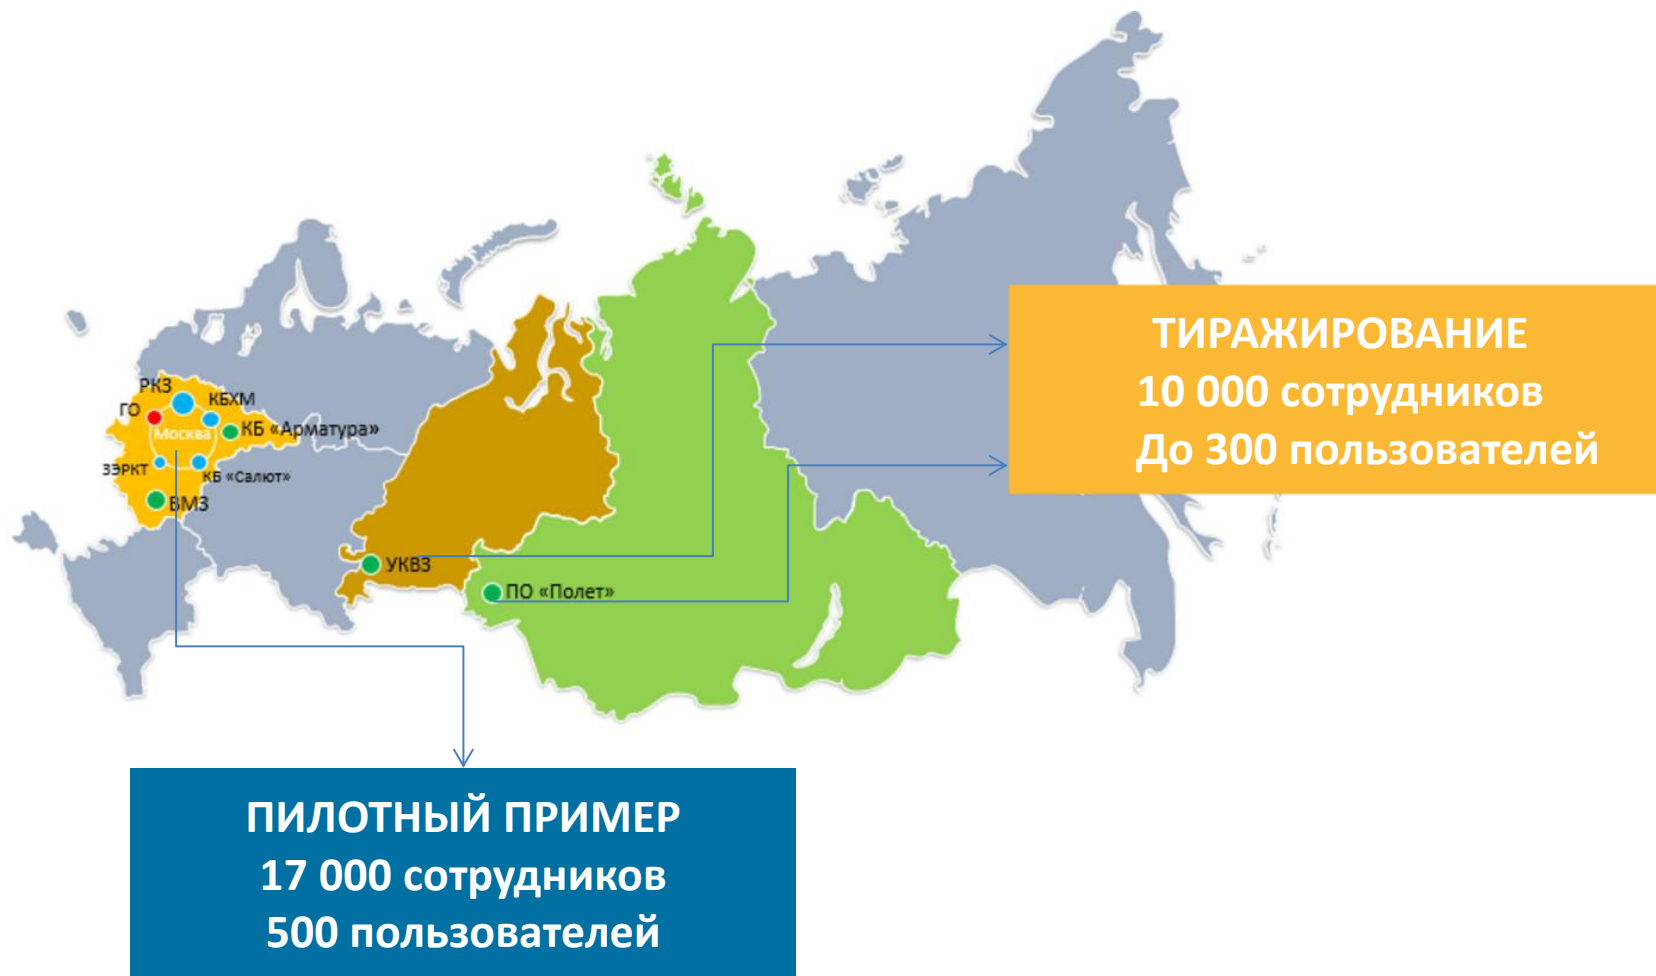 РКЗ
ГО
КБХМ
Москва
КБ «Арматура»
ЗЭРКТ
КБ «Салют»
ВМЗ
УКВЗ
ПО «Полет»
ТИРАЖИРОВАНИЕ
10 000 сотрудников
До 300 пользователей
ПИЛОТНЫЙ ПРИМЕР
17 000 сотрудников
500 пользователей